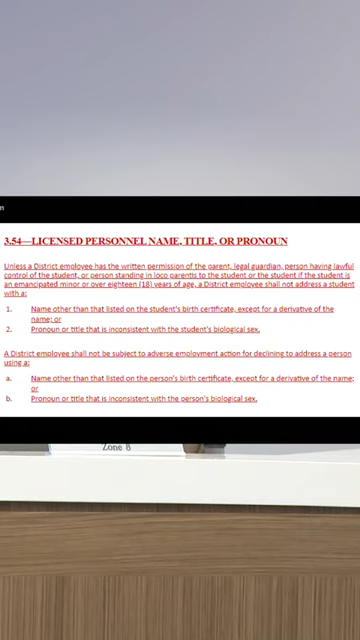 m
3.54—LICENSED PERSONNEL NAME, TITLE, OR PRONOUN
Unless a District employee has the written permission of the parent, legal guardian, person having lawful
control of the student, or person standing in loco parentis to the student or the student if the student is
an emancipated minor or over eighteen (18) years of age, a District employee shall not address a student
with a:
1. Name other than that listed on the student's birth certificate, except for a derivative of the
name; or
2. Pronoun or title that is inconsistent with the student's biological sex.
A District employee shall not be subject to adverse employment action for declining to address a person
using a:
a. Name other than that listed on the person's birth certificate, except for a derivative of the name;
or
b. Pronoun or title that is inconsistent with the person's biological sex.
Zone B